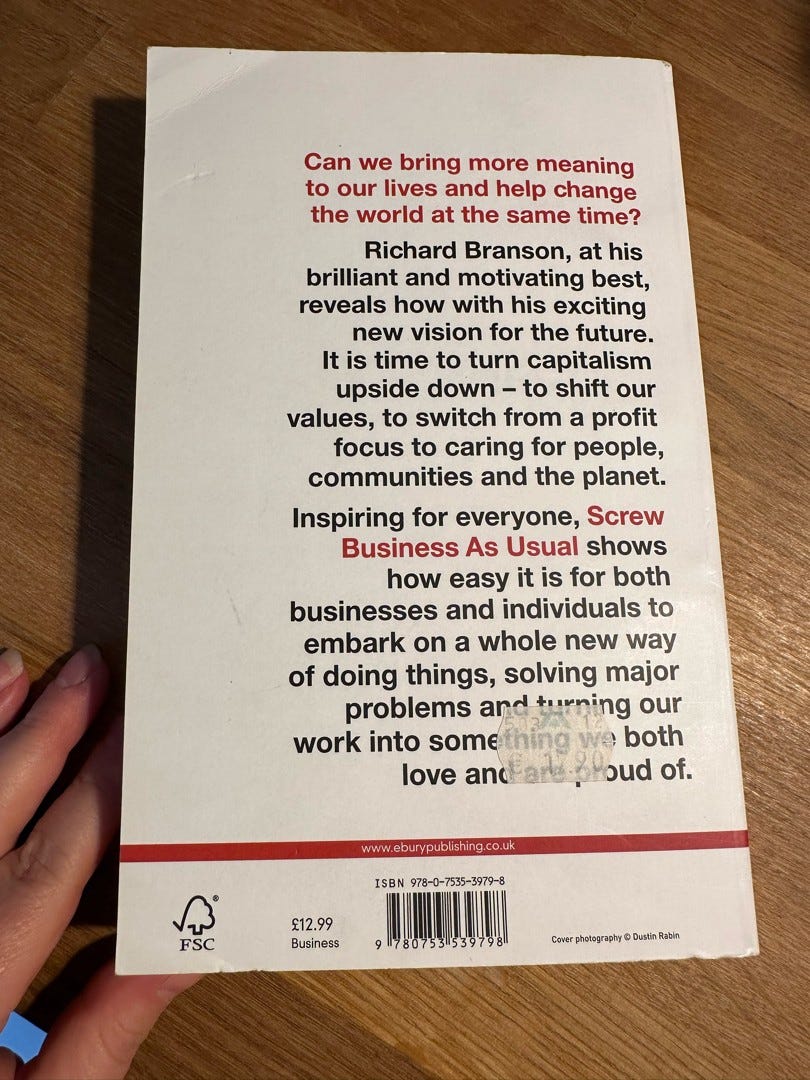 Can we bring more meaning
to our lives and help change
the world at the same time?
Richard Branson, at his
brilliant and motivating best,
reveals how with his exciting
new vision for the future.
It is time to turn capitalism
upside down – to shift our
values, to switch from a profit
focus to caring for people,
communities and the planet.
Inspiring for everyone, Screw
Business As Usual shows
how easy it is for both
businesses and individuals to
embark on a whole new way
of doing things, solving major
problems and turning our
work into something we both
love and are proud of.
www.eburypublishing.co.uk
ISBN 978-0-7535-3979-8
FSC®
£12.99
Business
9 780753 539798
Cover photography © Dustin Rabin